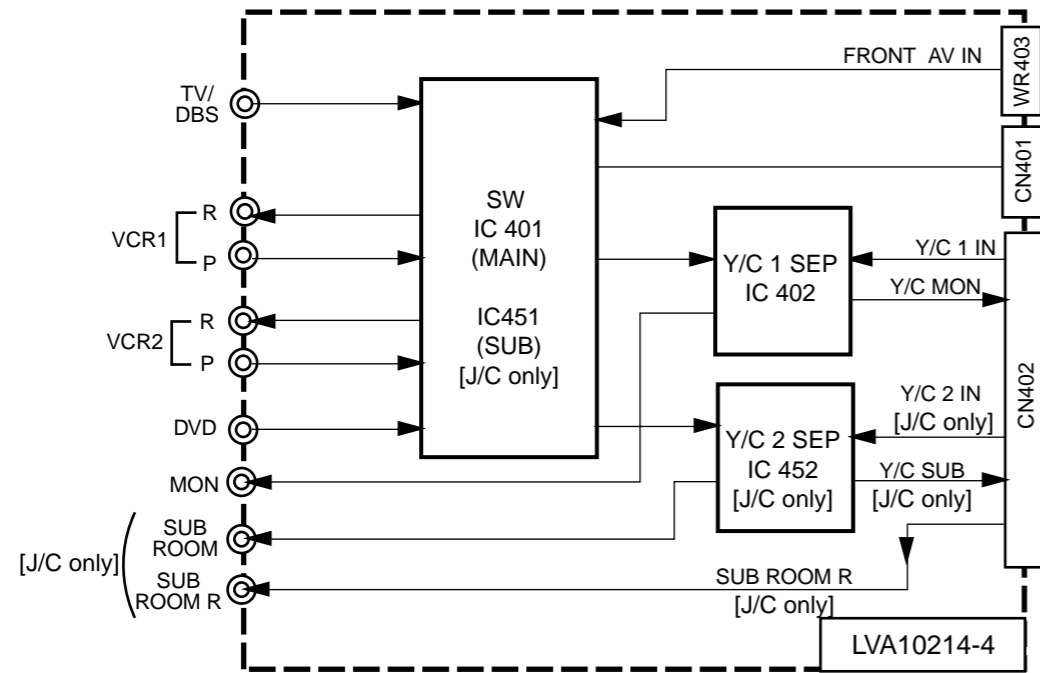 FRONT AV IN
WR403
TV/
DBS
CN401
SW
IC 401
(MAIN)
IC451
(SUB)
[J/C only]
VCR1
R
P
Y/C 1 SEP
IC 402
Y/C 1 IN
Y/C MON
VCR2
R
P
CN402
Y/C 2 IN
[J/C only]
DVD
Y/C 2 SEP
IC 452
[J/C only]
Y/C SUB
[J/C only]
MON
SUB
ROOM
[J/C only]
SUB
ROOM R
SUB ROOM R
[J/C only]
LVA10214-4